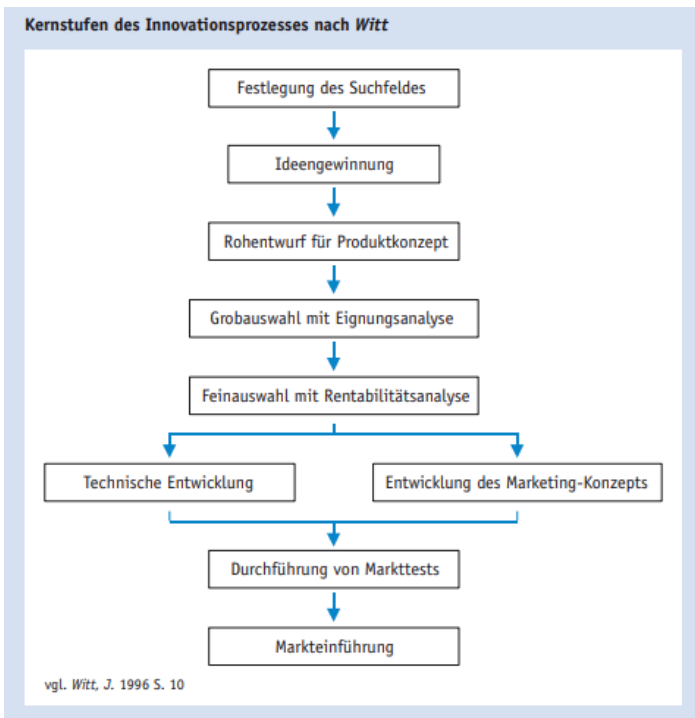 Kernstufen des Innovationsprozesses nach Witt
Festlegung des Suchfeldes
Ideengewinnung
Rohentwurf für Produktkonzept
Grobauswahl mit Eignungsanalyse
Feinauswahl mit Rentabilitätsanalyse
Technische Entwicklung
Entwicklung des Marketing-Konzepts
Durchführung von Markttests
Markteinführung
vgl. Witt, J. 1996 S. 10